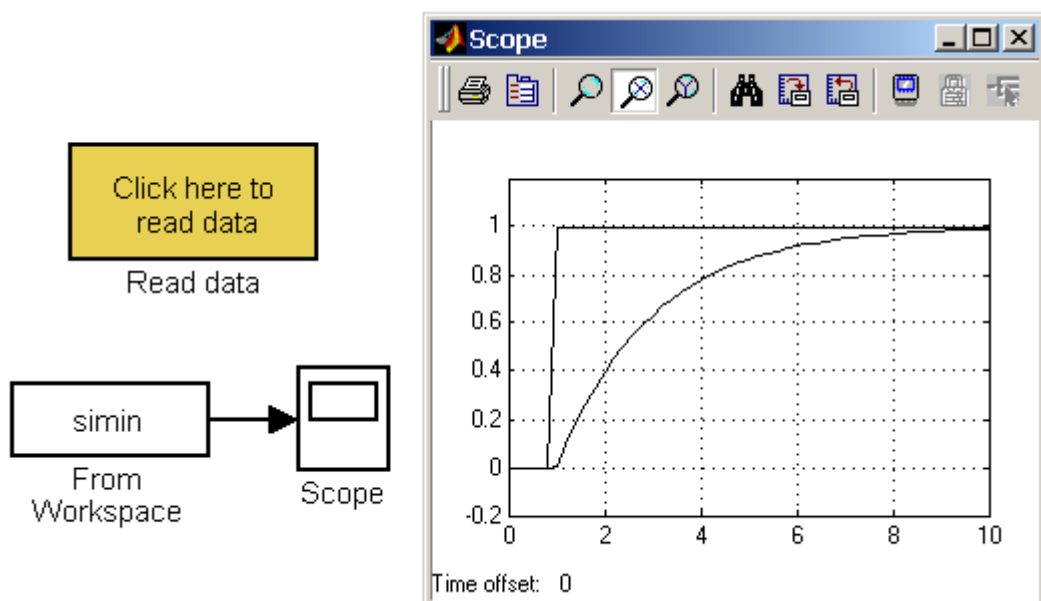 Scope
Click here to
read data
Read data
simin
From
Workspace
Scope
1
0.8
0.6
0.4
0.2
0
-0.2
0 2 4 6 8 10
Time offset: 0